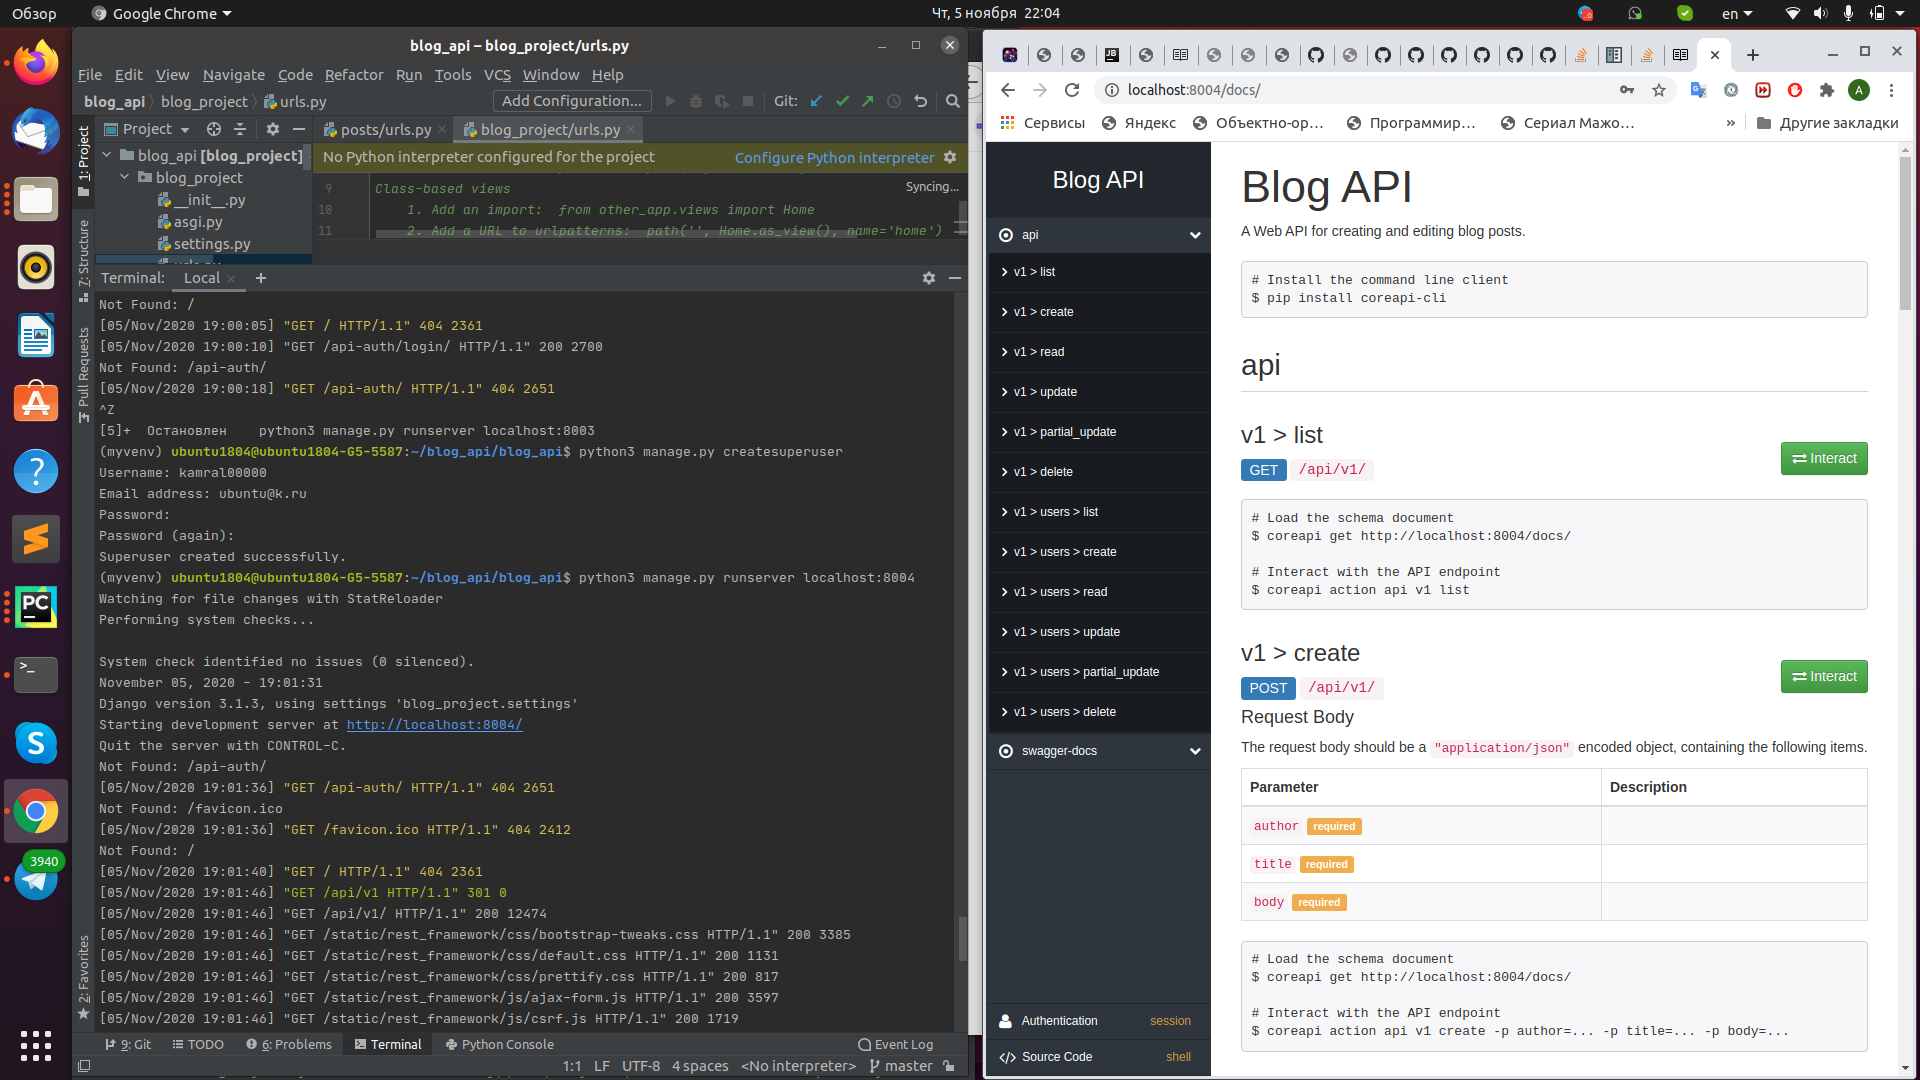 Обзор
Google Chrome
Чт, 5 ноября 22:04
en
blog_api – blog_project/urls.py
File Edit View Navigate Code Refactor Run Tools VCS Window Help
blog_api blog_project urls.py
Add Configuration...
Git:
Project
posts/urls.py
blog_project/urls.py
1: Project
7: Structure
Pull Requests
2: Favorites
blog_api [blog_project]
blog_project
__init__.py
asgi.py
settings.py
No Python interpreter configured for the project
Configure Python interpreter
9 Class-based views
Syncing...
10 1. Add an import: from other_app.views import Home
11 2. Add a URL to urlpatterns: path('', Home.as_view(), name='home')
Terminal: Local +
Not Found: /
[05/Nov/2020 19:00:05] "GET / HTTP/1.1" 404 2361
[05/Nov/2020 19:00:10] "GET /api-auth/login/ HTTP/1.1" 200 2700
Not Found: /api-auth/
[05/Nov/2020 19:00:18] "GET /api-auth/ HTTP/1.1" 404 2651
^Z
[5]+ Остановлен python3 manage.py runserver localhost:8003
(myvenv) ubuntu1804@ubuntu1804-G5-5587:~/blog_api/blog_api$ python3 manage.py createsuperuser
Username: kamral00000
Email address: ubuntu@k.ru
Password:
Password (again):
Superuser created successfully.
(myvenv) ubuntu1804@ubuntu1804-G5-5587:~/blog_api/blog_api$ python3 manage.py runserver localhost:8004
Watching for file changes with StatReloader
Performing system checks...
System check identified no issues (0 silenced).
November 05, 2020 - 19:01:31
Django version 3.1.3, using settings 'blog_project.settings'
Starting development server at http://localhost:8004/
Quit the server with CONTROL-C.
Not Found: /api-auth/
[05/Nov/2020 19:01:36] "GET /api-auth/ HTTP/1.1" 404 2651
Not Found: /favicon.ico
[05/Nov/2020 19:01:36] "GET /favicon.ico HTTP/1.1" 404 2412
Not Found: /
[05/Nov/2020 19:01:40] "GET / HTTP/1.1" 404 2361
[05/Nov/2020 19:01:46] "GET /api/v1 HTTP/1.1" 301 0
[05/Nov/2020 19:01:46] "GET /api/v1/ HTTP/1.1" 200 12474
[05/Nov/2020 19:01:46] "GET /static/rest_framework/css/bootstrap-tweaks.css HTTP/1.1" 200 3385
[05/Nov/2020 19:01:46] "GET /static/rest_framework/css/default.css HTTP/1.1" 200 1131
[05/Nov/2020 19:01:46] "GET /static/rest_framework/css/prettify.css HTTP/1.1" 200 817
[05/Nov/2020 19:01:46] "GET /static/rest_framework/js/ajax-form.js HTTP/1.1" 200 3597
[05/Nov/2020 19:01:46] "GET /static/rest_framework/js/csrf.js HTTP/1.1" 200 1719
9: Git TODO 6: Problems Terminal Python Console Event Log
1:1 LF UTF-8 4 spaces <No interpreter> master
PC
3940
localhost:8004/docs/
A
Сервисы Яндекс Объектно-ор... Программир... Сериал Мажо... » Другие закладки
Blog API
api
v1 > list
v1 > create
v1 > read
v1 > update
v1 > partial_update
v1 > delete
v1 > users > list
v1 > users > create
v1 > users > read
v1 > users > update
v1 > users > partial_update
v1 > users > delete
swagger-docs
Authentication session
Source Code shell
Blog API
A Web API for creating and editing blog posts.
# Install the command line client
$ pip install coreapi-cli
api
v1 > list
GET /api/v1/
Interact
# Load the schema document
$ coreapi get http://localhost:8004/docs/
# Interact with the API endpoint
$ coreapi action api v1 list
v1 > create
POST /api/v1/
Interact
Request Body
The request body should be a "application/json" encoded object, containing the following items.
Parameter Description
author required
title required
body required
# Load the schema document
$ coreapi get http://localhost:8004/docs/
# Interact with the API endpoint
$ coreapi action api v1 create -p author=... -p title=... -p body=...